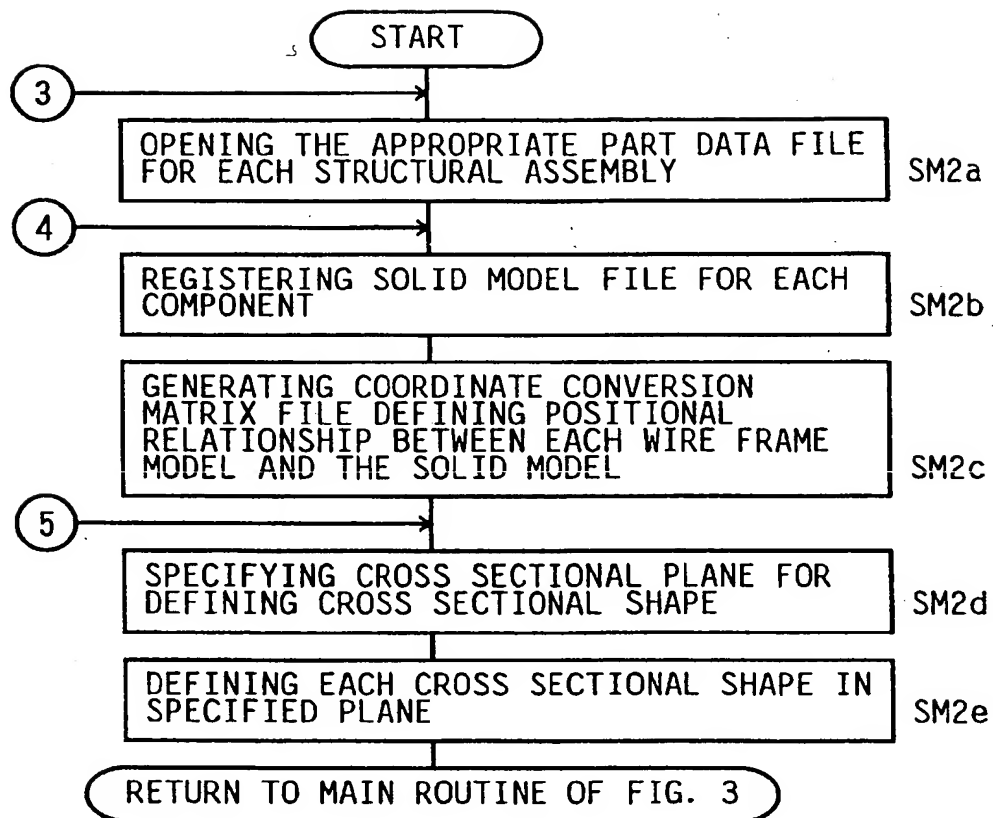 START
3
OPENING THE APPROPRIATE PART DATA FILE
FOR EACH STRUCTURAL ASSEMBLY
SM2a
4
REGISTERING SOLID MODEL FILE FOR EACH
COMPONENT
SM2b
GENERATING COORDINATE CONVERSION
MATRIX FILE DEFINING POSITIONAL
RELATIONSHIP BETWEEN EACH WIRE FRAME
MODEL AND THE SOLID MODEL
SM2c
5
SPECIFYING CROSS SECTIONAL PLANE FOR
DEFINING CROSS SECTIONAL SHAPE
SM2d
DEFINING EACH CROSS SECTIONAL SHAPE IN
SPECIFIED PLANE
SM2e
RETURN TO MAIN ROUTINE OF FIG. 3